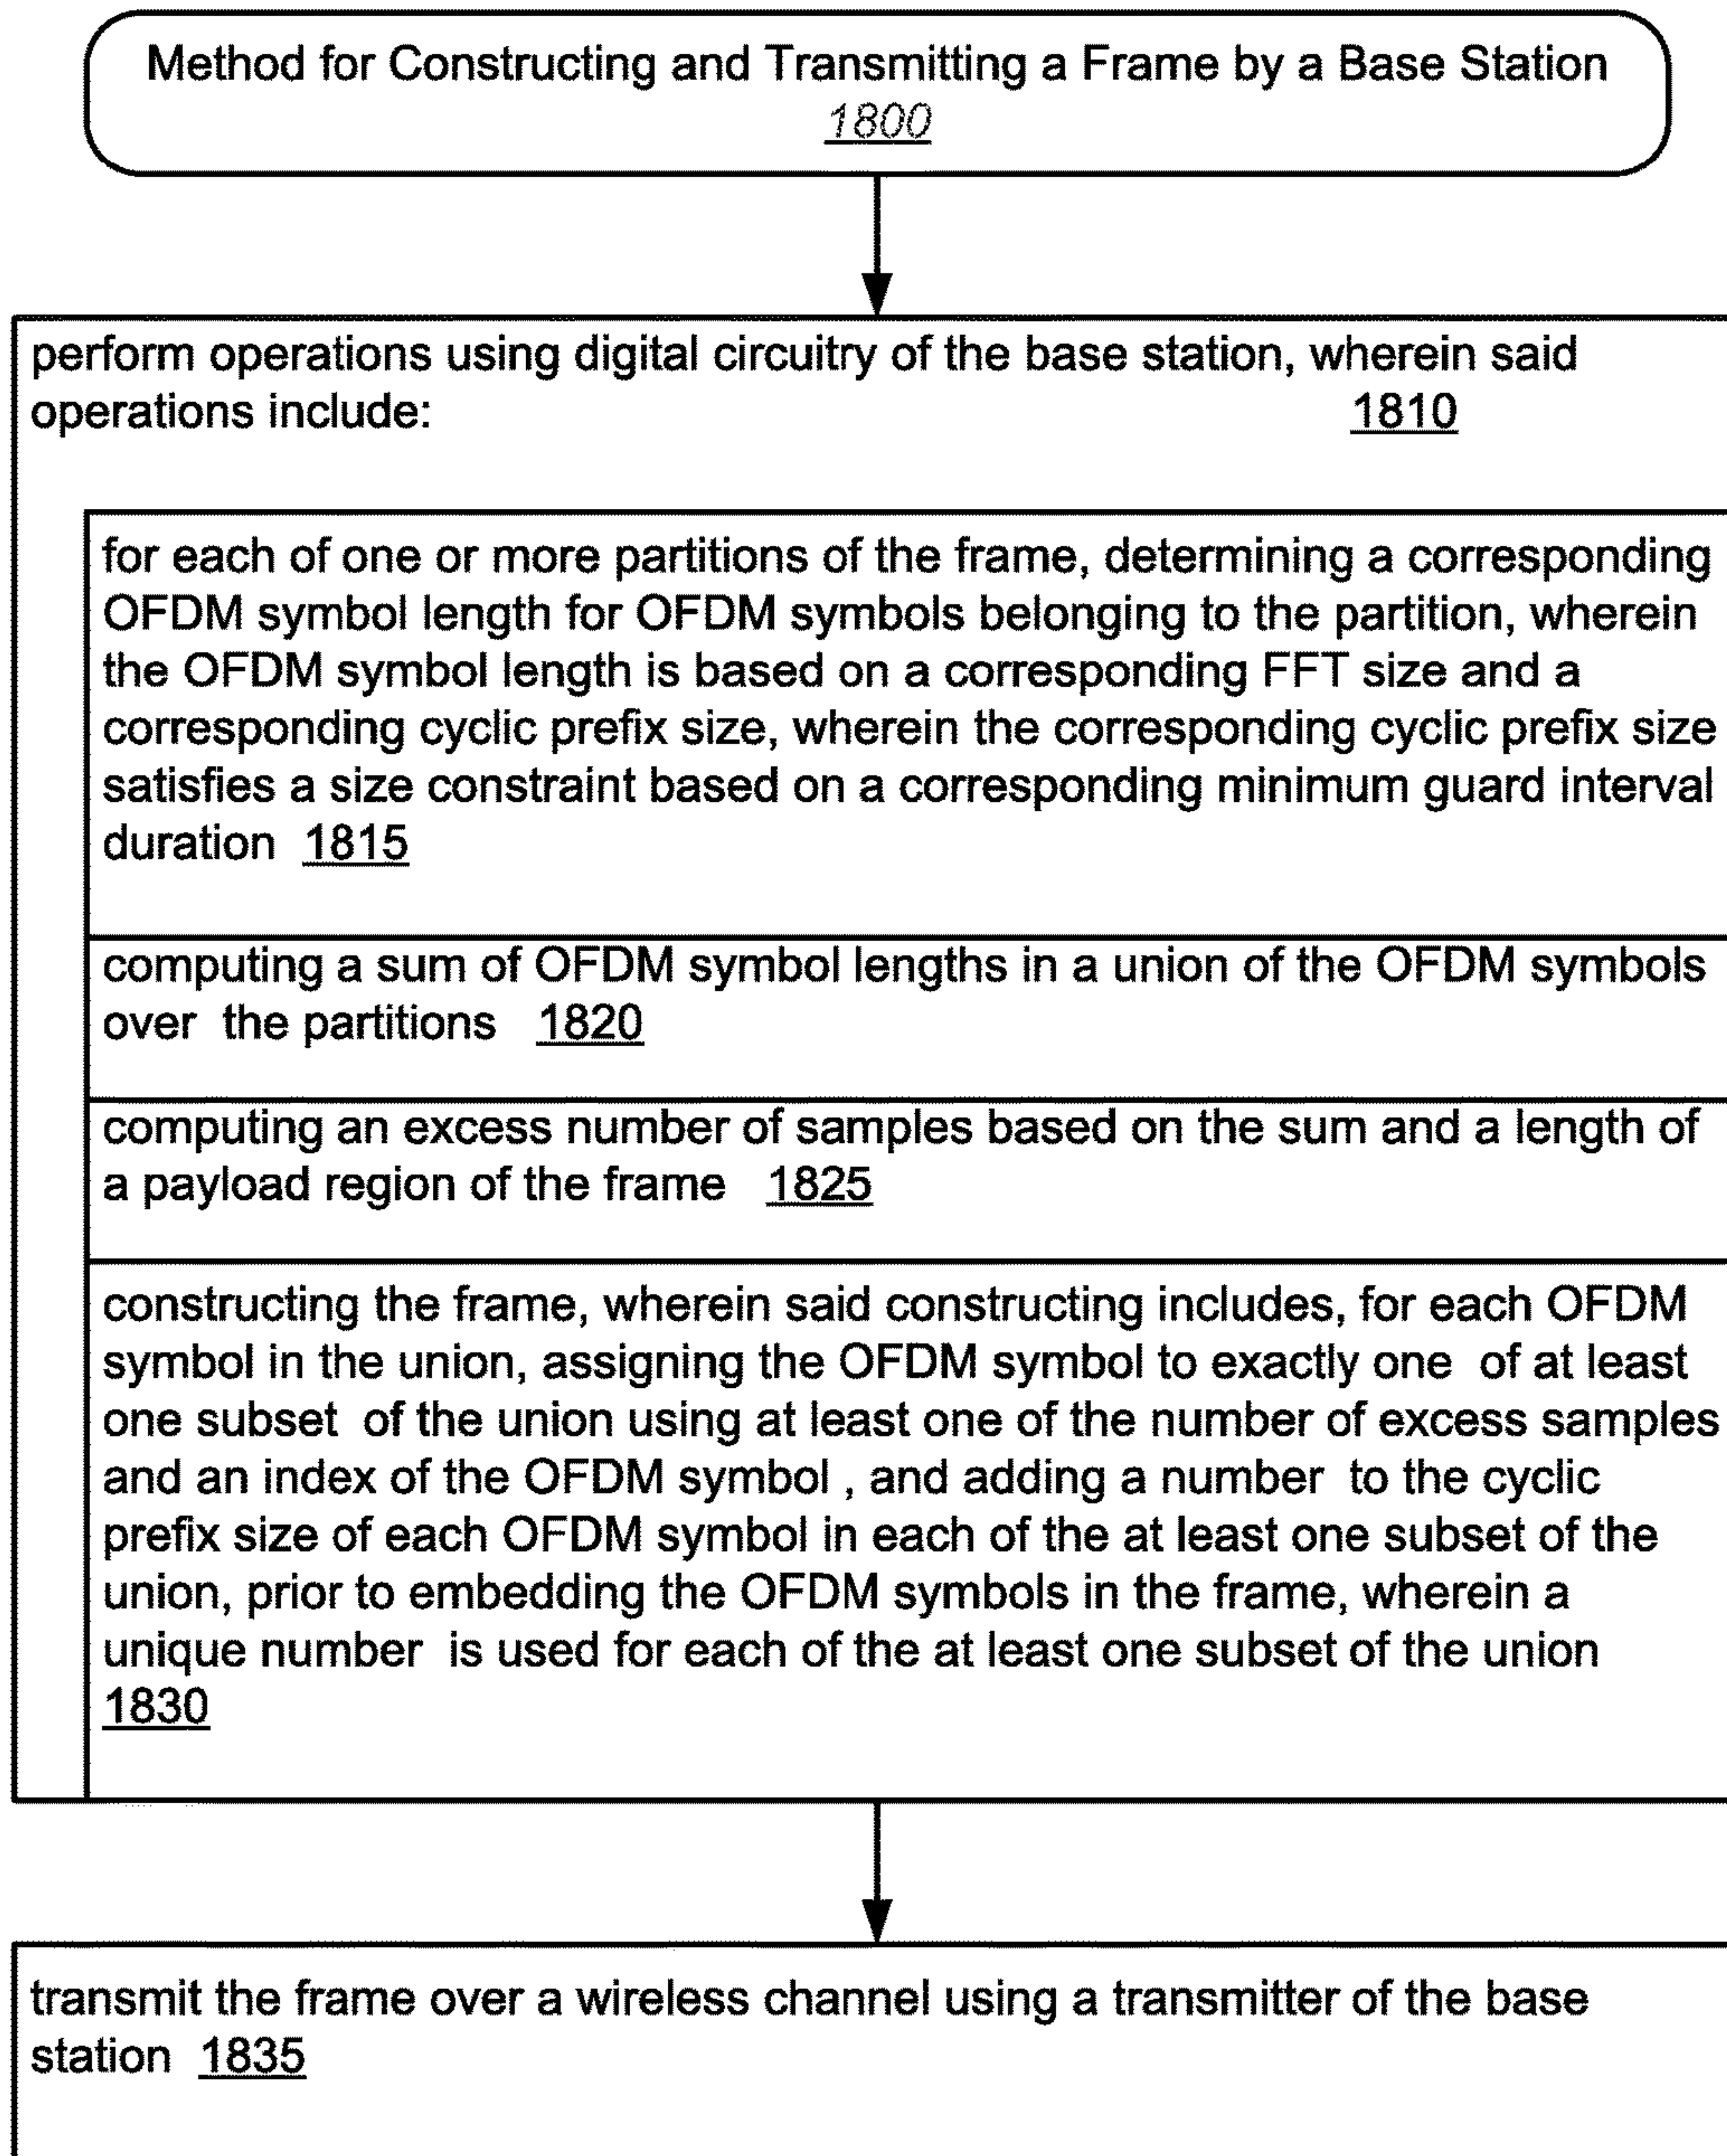 Method for Constructing and Transmitting a Frame by a Base Station
1800
perform operations using digital circuitry of the base station, wherein said
operations include: 1810
for each of one or more partitions of the frame, determining a corresponding
OFDM symbol length for OFDM symbols belonging to the partition, wherein
the OFDM symbol length is based on a corresponding FFT size and a
corresponding cyclic prefix size, wherein the corresponding cyclic prefix size
satisfies a size constraint based on a corresponding minimum guard interval
duration 1815
computing a sum of OFDM symbol lengths in a union of the OFDM symbols
over the partitions 1820
computing an excess number of samples based on the sum and a length of
a payload region of the frame 1825
constructing the frame, wherein said constructing includes, for each OFDM
symbol in the union, assigning the OFDM symbol to exactly one of at least
one subset of the union using at least one of the number of excess samples
and an index of the OFDM symbol , and adding a number to the cyclic
prefix size of each OFDM symbol in each of the at least one subset of the
union, prior to embedding the OFDM symbols in the frame, wherein a
unique number is used for each of the at least one subset of the union
1830
transmit the frame over a wireless channel using a transmitter of the base
station 1835